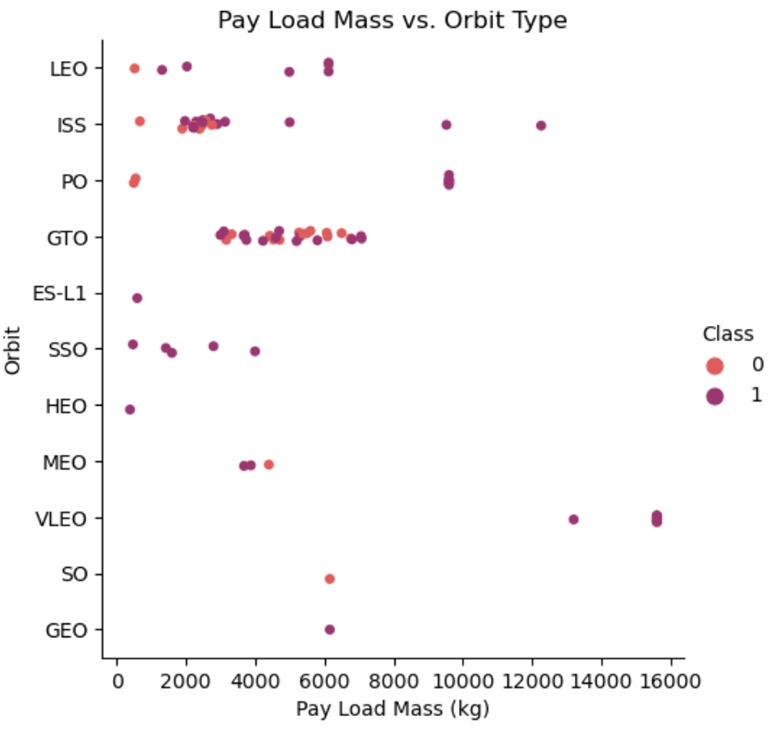 Pay Load Mass vs. Orbit Type
LEO
ISS
PO
GTO
ES-L1
SSO
HEO
MEO
VLEO
SO
GEO
Orbit
Class
0
1
0 2000 4000 6000 8000 10000 12000 14000 16000
Pay Load Mass (kg)